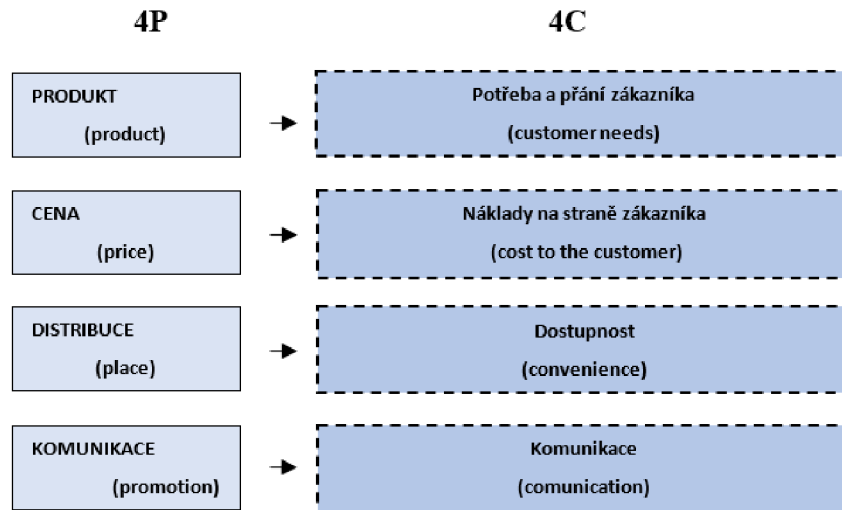 4P
4C
PRODUKT
(product)
Potřeba a přání zákazníka
(customer needs)
CENA
(price)
Náklady na straně zákazníka
(cost to the customer)
DISTRIBUCE
(place)
Dostupnost
(convenience)
KOMUNIKACE
(promotion)
Komunikace
(comunication)